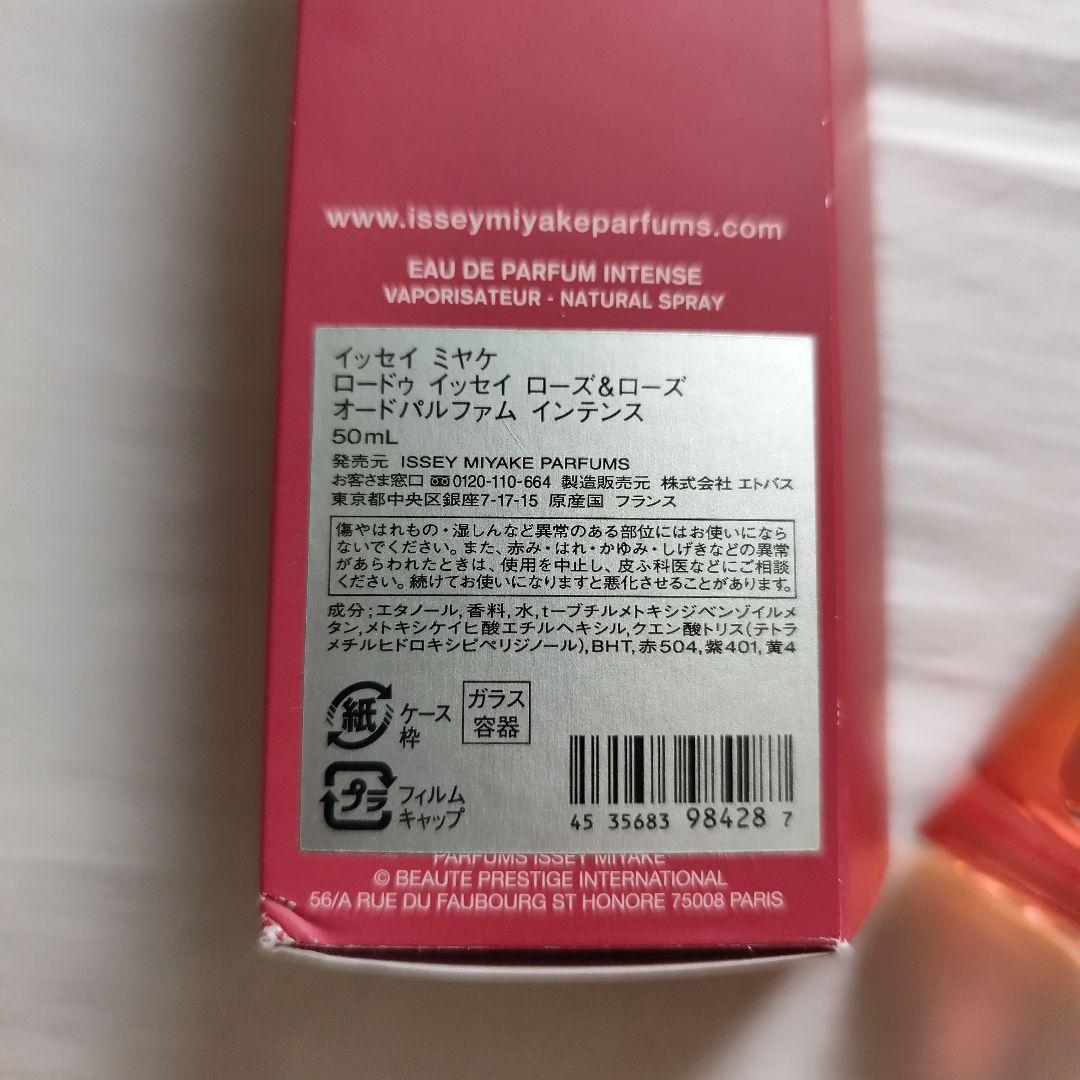 www.isseymiyakeparfums.com
EAU DE PARFUM INTENSE
VAPORISATEUR - NATURAL SPRAY
イッセイ ミヤケ
ロードゥ イッセイ ローズ&ローズ
オードパルファム インテンス
50mL
発売元 ISSEY MIYAKE PARFUMS
お客さま窓口 0120-110-664 製造販売元 株式会社 エトバス
東京都中央区銀座7-17-15 原産国 フランス
傷やはれもの・湿しんなど異常のある部位にはお使いになら
ないでください。また、赤み・はれ・かゆみ・しげきなどの異常
があらわれたときは、使用を中止し、皮ふ科医などにご相談
ください。続けてお使いになりますと悪化させることがあります。
成分;エタノール,香料,水,t-ブチルメトキシジベンゾイルメ
タン,メトキシケイヒ酸エチルヘキシル,クエン酸トリス(テトラ
メチルヒドロキシピペリジノール),BHT,赤504,紫401,黄4
紙 ケース
枠
ガラス
容器
プラ フィルム
キャップ
45 35683 98428 7
PARFUMS ISSEY MIYAKE
© BEAUTE PRESTIGE INTERNATIONAL
56/A RUE DU FAUBOURG ST HONORE 75008 PARIS